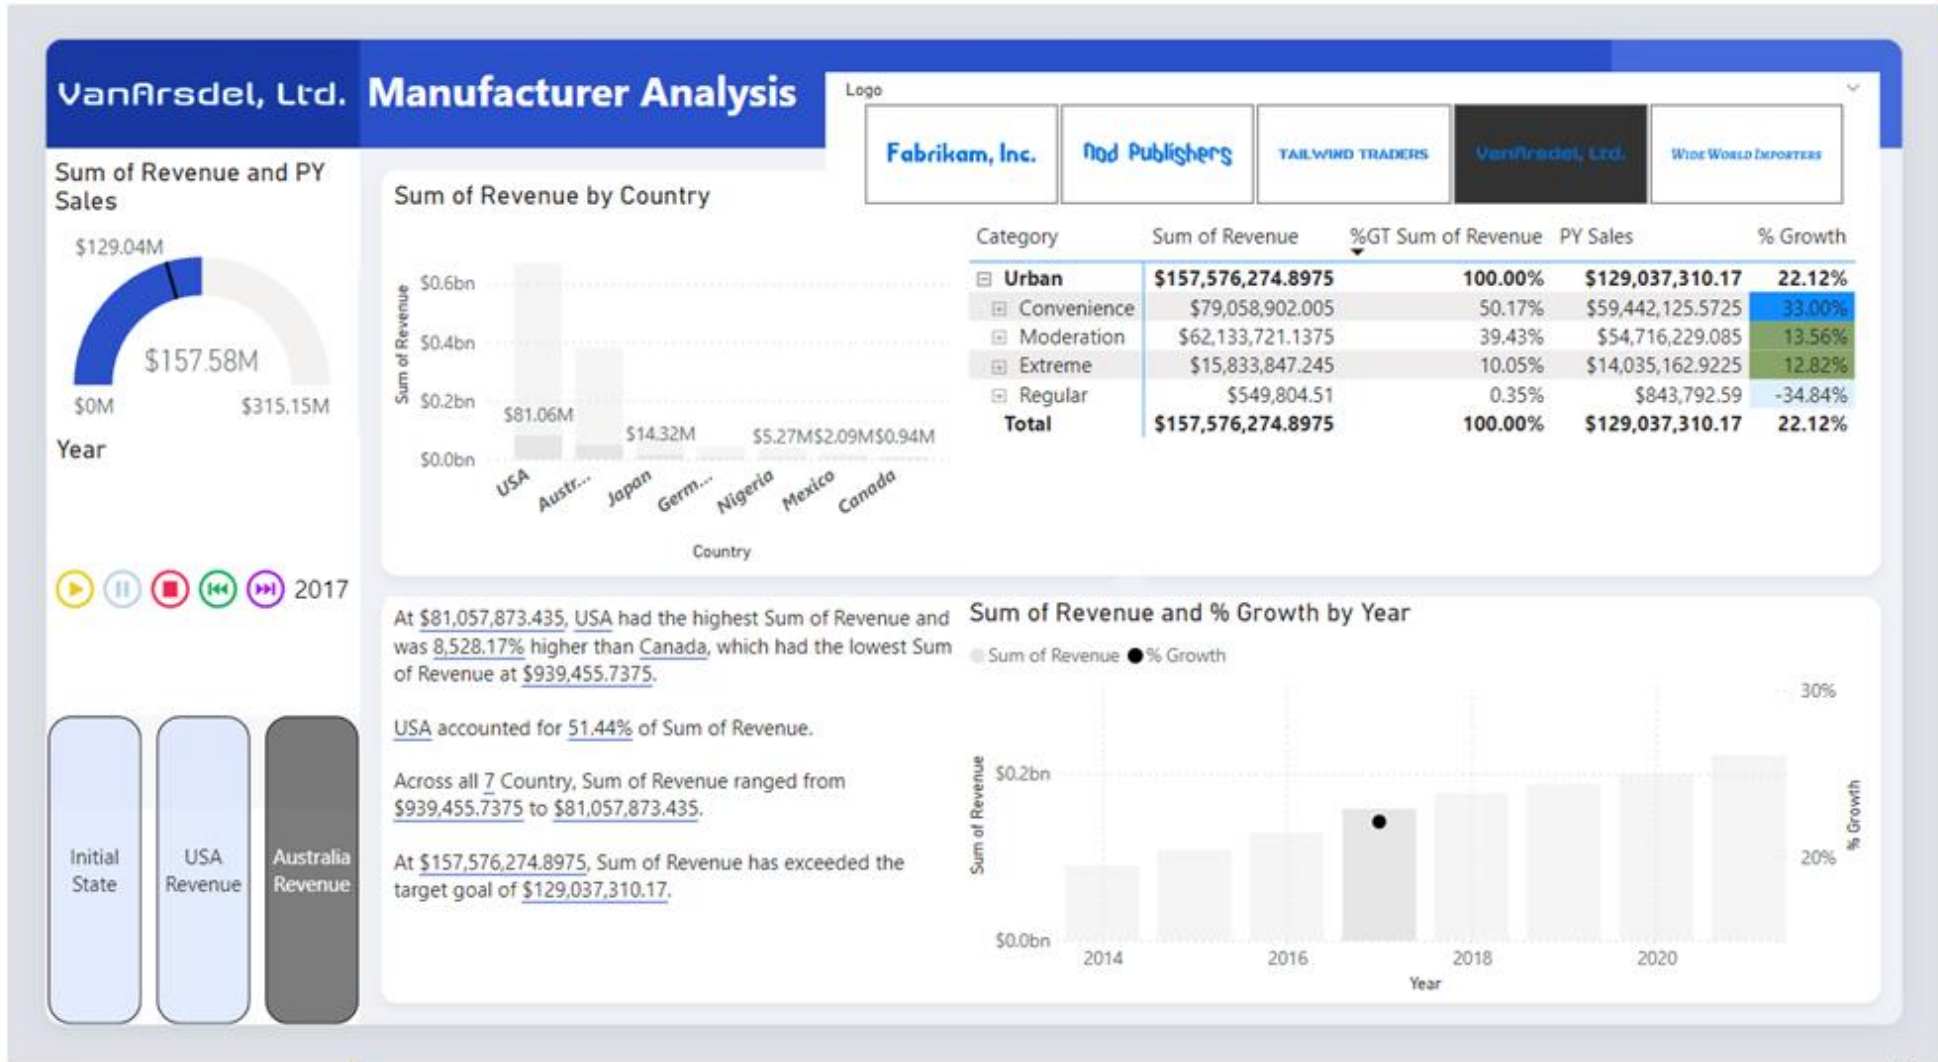 VanArsdel, Ltd.
Manufacturer Analysis
Logo
Fabrikam, Inc.
Nod Publishers
TAILWIND TRADERS
VanArsdel, Ltd.
WIDE WORLD IMPORTERS
Sum of Revenue and PY
Sales
$129.04M
$157.58M
$0M
$315.15M
Year
2017
Initial
State
USA
Revenue
Australia
Revenue
Sum of Revenue by Country
Sum of Revenue
$0.6bn
$0.4bn
$0.2bn
$0.0bn
$81.06M
$14.32M
$5.27M
$2.09M
$0.94M
USA
Austr...
Japan
Germ...
Nigeria
Mexico
Canada
Country
Category Sum of Revenue %GT Sum of Revenue PY Sales % Growth
Urban $157,576,274.8975 100.00% $129,037,310.17 22.12%
Convenience $79,058,902.005 50.17% $59,442,125.5725 33.00%
Moderation $62,133,721.1375 39.43% $54,716,229.085 13.56%
Extreme $15,833,847.245 10.05% $14,035,162.9225 12.82%
Regular $549,804.51 0.35% $843,792.59 -34.84%
Total $157,576,274.8975 100.00% $129,037,310.17 22.12%
At $81,057,873.435, USA had the highest Sum of Revenue and
was 8,528.17% higher than Canada, which had the lowest Sum
of Revenue at $939,455.7375.
USA accounted for 51.44% of Sum of Revenue.
Across all 7 Country, Sum of Revenue ranged from
$939,455.7375 to $81,057,873.435.
At $157,576,274.8975, Sum of Revenue has exceeded the
target goal of $129,037,310.17.
Sum of Revenue and % Growth by Year
Sum of Revenue % Growth
Sum of Revenue
$0.2bn
$0.0bn
30%
20%
% Growth
2014
2016
2018
2020
Year